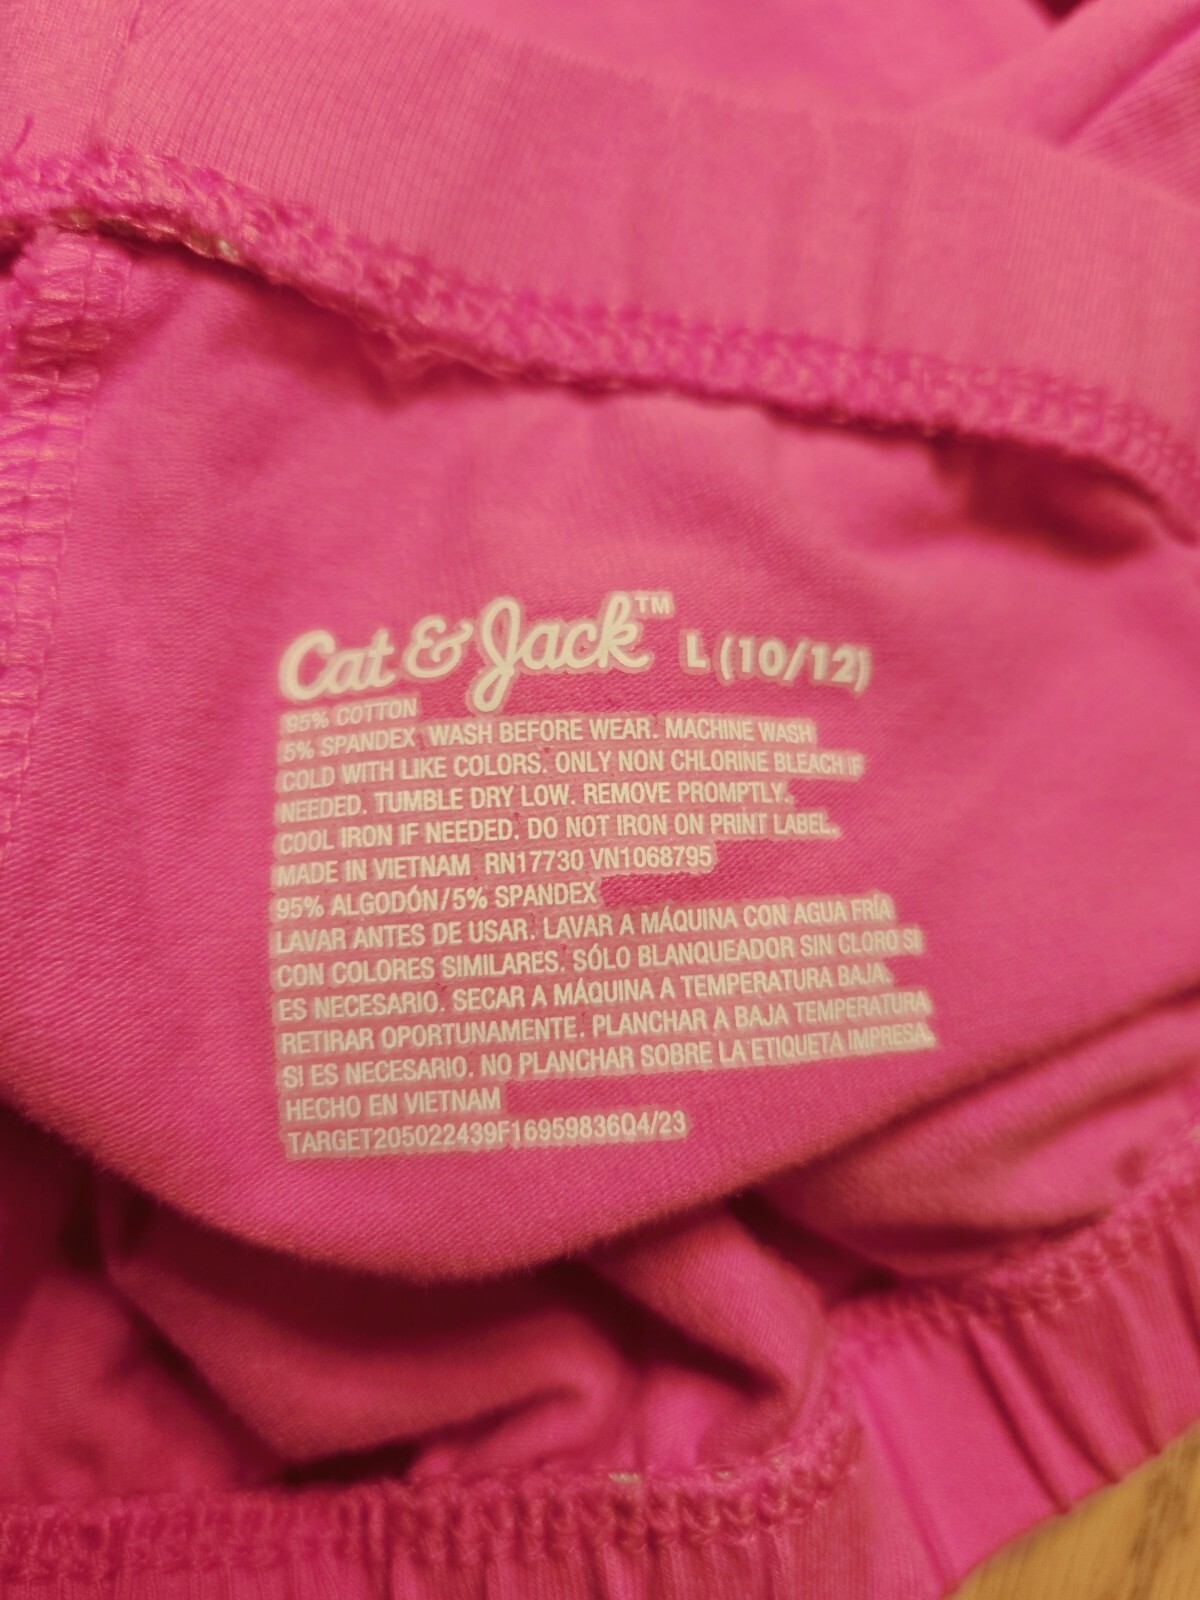 Cat & Jack™ L (10/12)
95% COTTON
5% SPANDEX WASH BEFORE WEAR. MACHINE WASH
COLD WITH LIKE COLORS. ONLY NON CHLORINE BLEACH IF
NEEDED. TUMBLE DRY LOW. REMOVE PROMPTLY.
COOL IRON IF NEEDED. DO NOT IRON ON PRINT LABEL.
MADE IN VIETNAM RN17730 VN1068795
95% ALGODÓN/5% SPANDEX
LAVAR ANTES DE USAR. LAVAR A MÁQUINA CON AGUA FRÍA
CON COLORES SIMILARES. SÓLO BLANQUEADOR SIN CLORO SI
ES NECESARIO. SECAR A MÁQUINA A TEMPERATURA BAJA.
RETIRAR OPORTUNAMENTE. PLANCHAR A BAJA TEMPERATURA
SI ES NECESARIO. NO PLANCHAR SOBRE LA ETIQUETA IMPRESA.
HECHO EN VIETNAM
TARGET205022439F16959836Q4/23